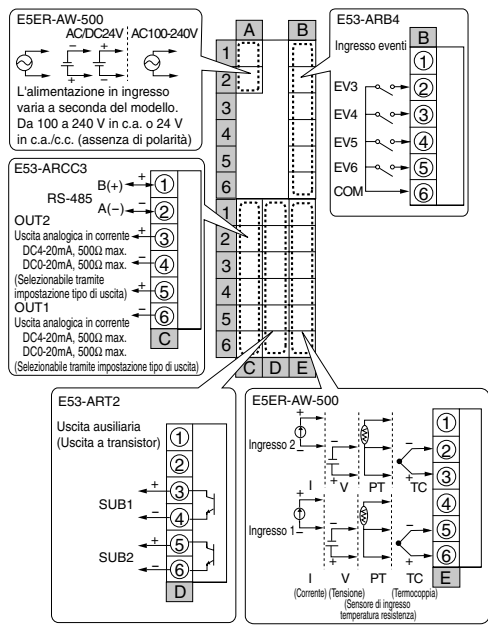 E5ER-AW-500
AC/DC24V AC100-240V
L'alimentazione in ingresso
varia a seconda del modello.
Da 100 a 240 V in c.a. o 24 V
in c.a./c.c. (assenza di polarità)
A B
1
2
3
4
5
6
1
2
3
4
5
6
C D E
E53-ARB4
Ingresso eventi
B
1
EV3 2
EV4 3
EV5 4
EV6 5
COM 6
E53-ARCC3
RS-485
B(+) + 1
A(−) − 2
OUT2
Uscita analogica in corrente + 3
DC4-20mA, 500Ω max.
DC0-20mA, 500Ω max. − 4
(Selezionabile tramite
impostazione tipo di uscita) + 5
OUT1 − 6
Uscita analogica in corrente
DC4-20mA, 500Ω max. C
DC0-20mA, 500Ω max.
(Selezionabile tramite impostazione tipo di uscita)
E53-ART2
Uscita ausiliaria
(Uscita a transistor)
1
2
SUB1 + 3
− 4
SUB2 + 5
− 6
D
E5ER-AW-500
Ingresso 2 + − − + − + 
I V PT TC
Ingresso 1 + − − + − +
I V PT TC
(Corrente) (Tensione) (Termocoppia)
(Sensore di ingresso
temperatura resistenza)
1
2
3
4
5
6
E